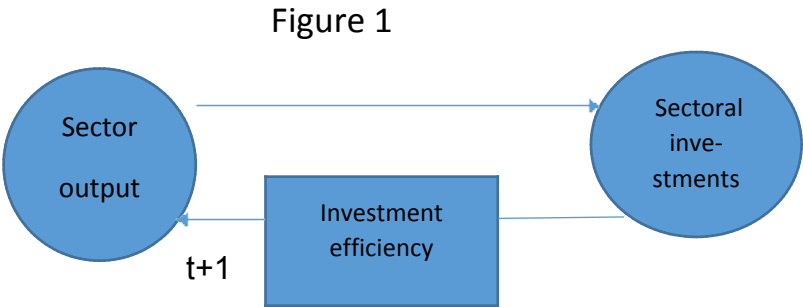 Figure 1
Sector
output
Sectoral
inve-
stments
Investment
efficiency
t+1